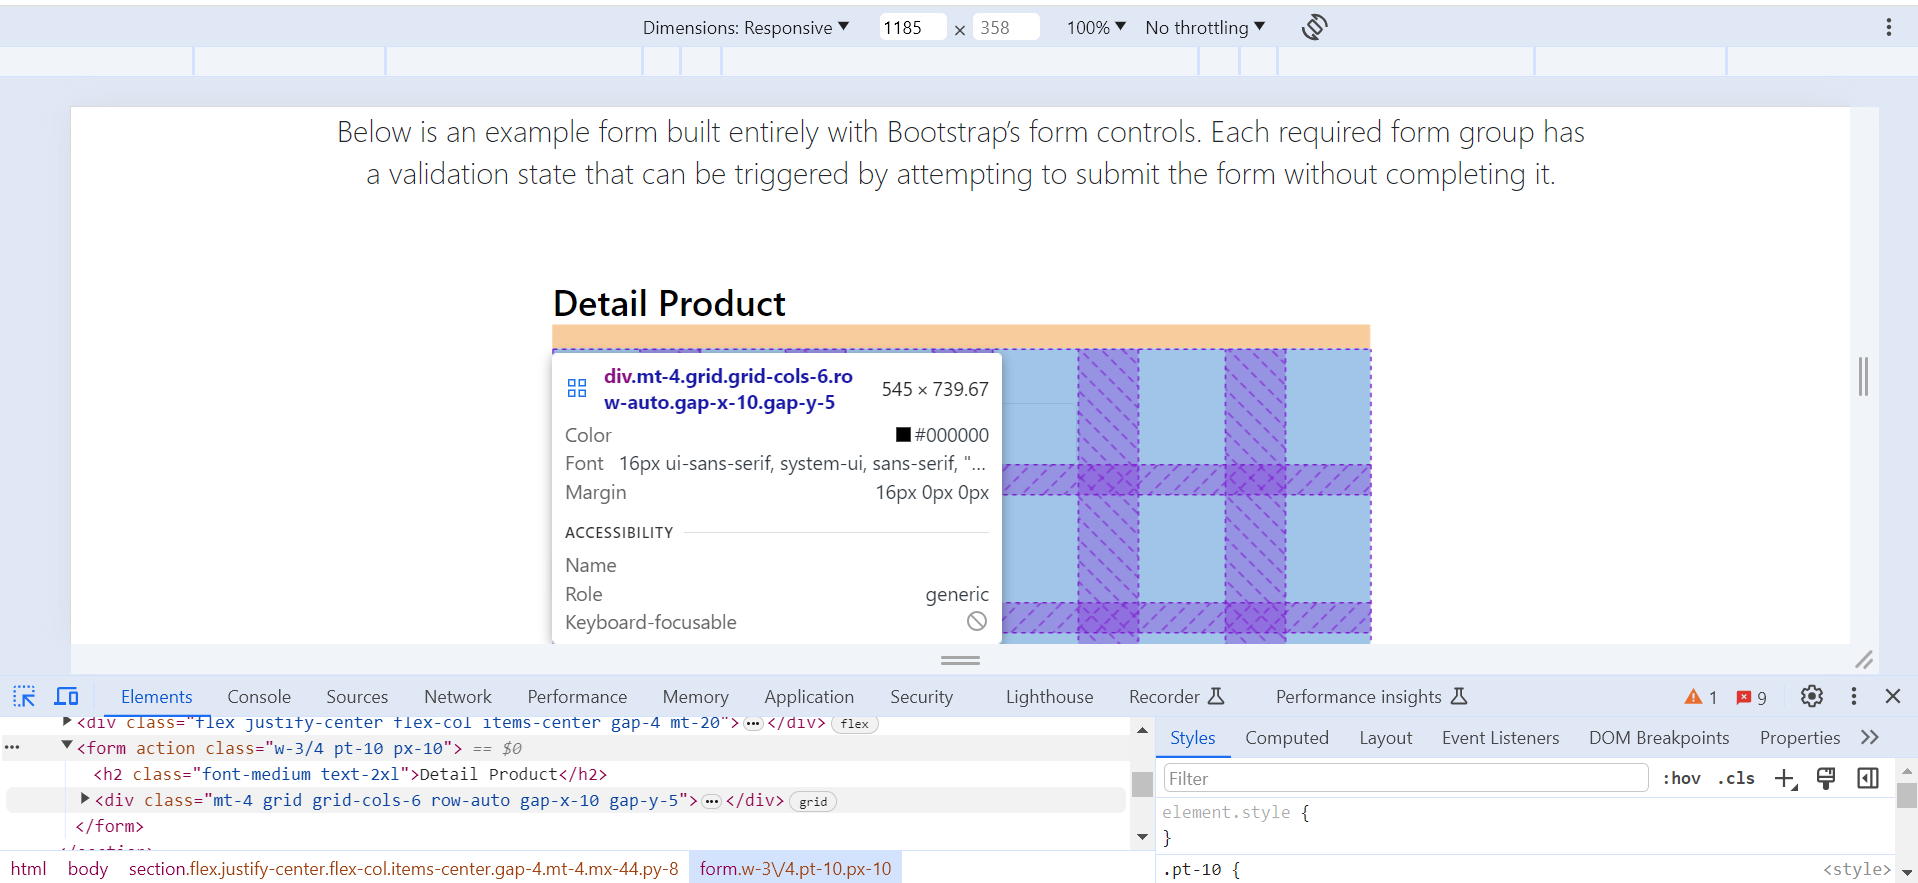 Dimensions: Responsive 1185 × 358 100% No throttling
Below is an example form built entirely with Bootstrap's form controls. Each required form group has
a validation state that can be triggered by attempting to submit the form without completing it.
Detail Product
div.mt-4.grid.grid-cols-6.ro
w-auto.gap-x-10.gap-y-5
545 × 739.67
Color #000000
Font 16px ui-sans-serif, system-ui, sans-serif, "...
Margin 16px 0px 0px
ACCESSIBILITY
Name
Role generic
Keyboard-focusable
Elements Console Sources Network Performance Memory Application Security Lighthouse Recorder Performance insights 1 9
<div class="flex justify-center flex-col items-center gap-4 mt-20">…</div> flex
… <form action class="w-3/4 pt-10 px-10"> == $0
<h2 class="font-medium text-2xl">Detail Product</h2>
<div class="mt-4 grid grid-cols-6 row-auto gap-x-10 gap-y-5">…</div> grid
</form>
html body section.flex.justify-center.flex-col.items-center.gap-4.mt-4.mx-44.py-8 form.w-3\/4.pt-10.px-10
Styles Computed Layout Event Listeners DOM Breakpoints Properties
Filter :hov .cls
element.style {
}
.pt-10 { <style>